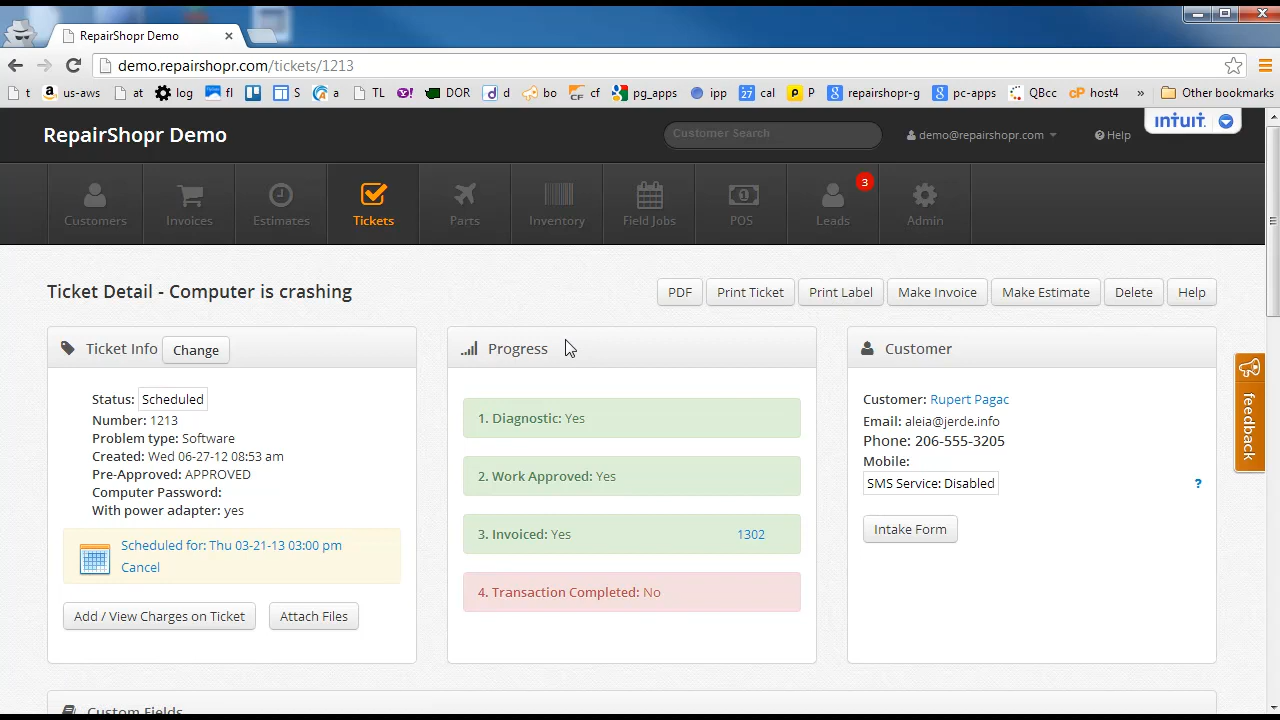 RepairShopr Demo
demo.repairshopr.com/tickets/1213
t us-aws at log fl S a TL DOR d bo cf pg_apps ipp cal P repairshopr-g pc-apps QBcc host4 » Other bookmarks
RepairShopr Demo
Customer Search
demo@repairshopr.com
Help
intuit.
Customers
Invoices
Estimates
Tickets
Parts
Inventory
Field Jobs
POS
Leads
3
Admin
Ticket Detail - Computer is crashing
PDF
Print Ticket
Print Label
Make Invoice
Make Estimate
Delete
Help
Ticket Info
Change
Status: Scheduled
Number: 1213
Problem type: Software
Created: Wed 06-27-12 08:53 am
Pre-Approved: APPROVED
Computer Password:
With power adapter: yes
Scheduled for: Thu 03-21-13 03:00 pm
Cancel
Add / View Charges on Ticket
Attach Files
Progress
1. Diagnostic: Yes
2. Work Approved: Yes
3. Invoiced: Yes 1302
4. Transaction Completed: No
Customer
Customer: Rupert Pagac
Email: aleia@jerde.info
Phone: 206-555-3205
Mobile:
SMS Service: Disabled
?
Intake Form
feedback
Custom Fields